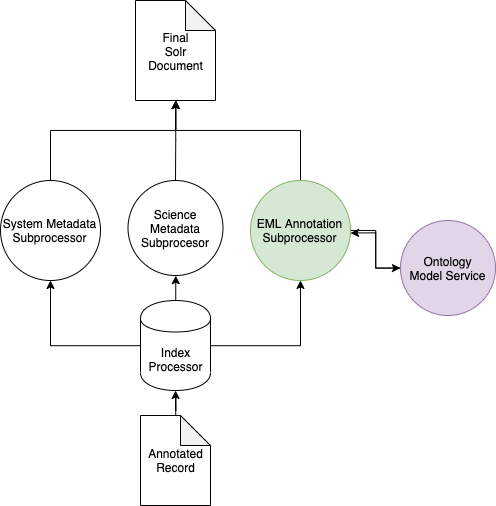 Final
Solr
Document
System Metadata
Subprocessor
Science
Metadata
Subprocesor
EML Annotation
Subprocessor
Ontology
Model Service
Index
Processor
Annotated
Record